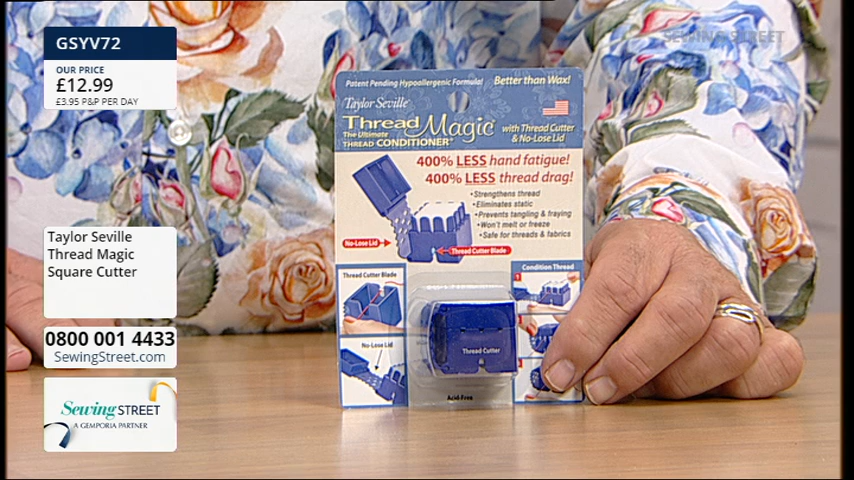 GSYV72
OUR PRICE
£12.99
£3.95 P&P PER DAY
Taylor Seville
Thread Magic
Square Cutter
0800 001 4433
SewingStreet.com
Sewing STREET
A GEMPORIA PARTNER
SEWING STREET
Patent Pending Hypoallergenic Formula!
Better than Wax!
Taylor Seville
Thread Magic
The Ultimate
THREAD CONDITIONER
with Thread Cutter
& No-Lose Lid
400% LESS hand fatigue!
400% LESS thread drag!
•Strengthens thread
•Eliminates static
•Prevents tangling & fraying
•Won't melt or freeze
•Safe for threads & fabrics
No-Lose Lid
Thread Cutter Blade
Thread Cutter Blade
No-Lose Lid
Condition Thread
Thread Cutter
Acid-Free